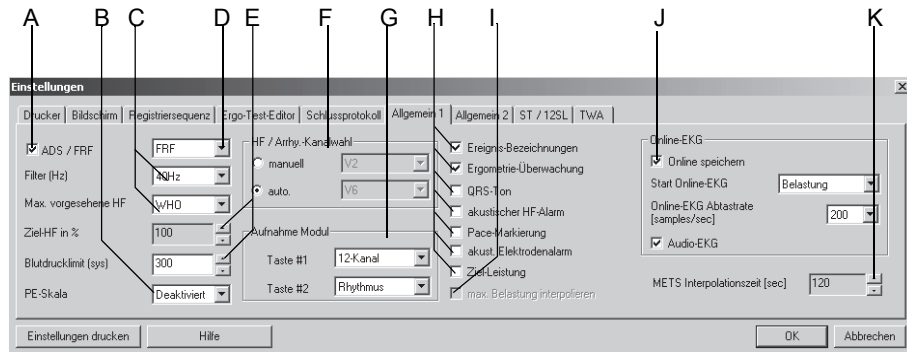 A B C D E F G H I J K
Einstellungen
Drucker Bildschirm Registriersequenz Ergo-Test-Editor Schlussprotokoll Allgemein 1 Allgemein 2 ST / 12SL TWA
ADS / FRF FRF
Filter (Hz) 40Hz
Max. vorgesehene HF WHO
Ziel-HF in % 100
Blutdrucklimit (sys) 300
PE-Skala Deaktiviert
HF / Arrhy.-Kanalwahl
manuell V2
auto. V6
Aufnahme Modul
Taste #1 12-Kanal
Taste #2 Rhythmus
Ereignis-Bezeichnungen
Ergometrie-Überwachung
QRS-Ton
akustischer HF-Alarm
Pace-Markierung
akust. Elektrodenalarm
Ziel-Leistung
max. Belastung interpolieren
Online-EKG
Online speichern
Start Online-EKG Belastung
Online-EKG Abtastrate
[samples/sec] 200
Audio-EKG
METS Interpolationszeit [sec] 120
Einstellungen drucken Hilfe OK Abbrechen